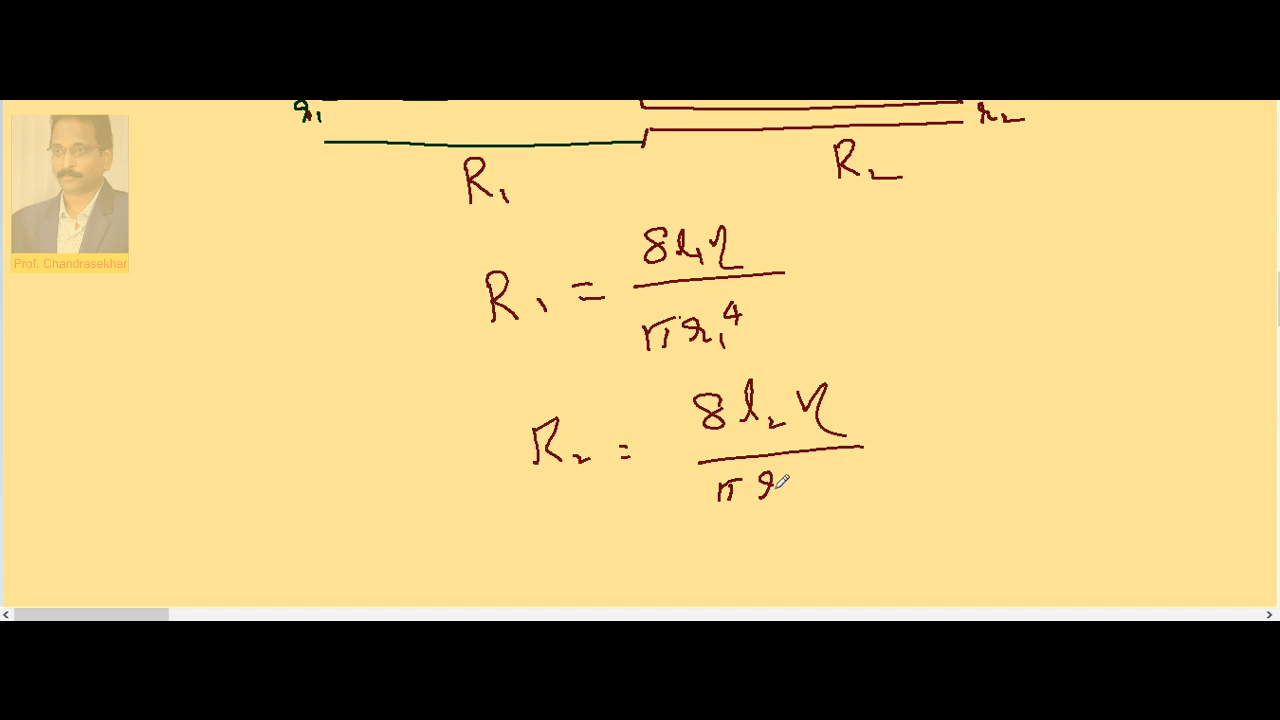 r₁ r₂
R₁ R₂
Prof. Chandrasekhar
R₁ = 8l₁η / πr₁⁴
R₂ = 8l₂η / πr